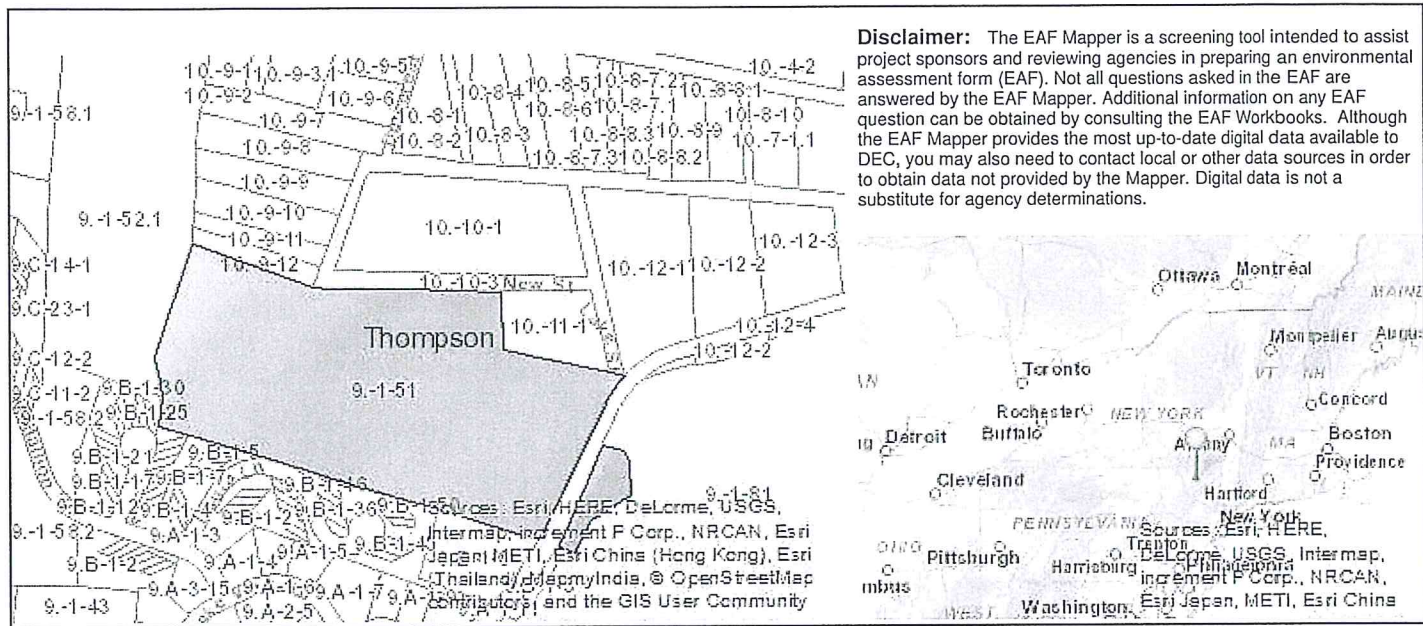 Disclaimer: The EAF Mapper is a screening tool intended to assist
project sponsors and reviewing agencies in preparing an environmental
assessment form (EAF). Not all questions asked in the EAF are
answered by the EAF Mapper. Additional information on any EAF
question can be obtained by consulting the EAF Workbooks. Although
the EAF Mapper provides the most up-to-date digital data available to
DEC, you may also need to contact local or other data sources in order
to obtain data not provided by the Mapper. Digital data is not a
substitute for agency determinations.
10.-9-1
10.-9-3.1
10.-9-5
10.-4-2
10.-9-2
10.-9-6
10.-8-4
10.-8-5
10.-8-7.2
10.-8-8.1
9.-1-58.1
10.-9-7
10.-8-1
10.-8-6
10.-8-7.1
10.-8-10
10.-9-8
10.-8-2
10.-8-3
10.-8-8.3
10.-8-9
10.-7-1.1
10.-8-7.3
10.-8-8.2
10.-9-9
9.-1-52.1
10.-9-10
10.-10-1
10.-9-11
10.-12-3
9.C-14-1
10.-9-12
10.-12-1
10.-12-2
10.-10-3
New St
9.C-23-1
10.-12-4
Thompson
10.-12-2
9.C-12-2
9.-1-51
9.C-11-2
9.B-1-30
9.B-1-25
9.B-1-5
9.-1-81
9.B-1-36
9.-1-58.2
9.A-1-3
9.B-1-2
9.A-1-4
9.A-1-5
9.A-3-15
9.A-1-6
9.A-1-7
9.-1-43
9.A-2-5
Sources: Esri, HERE, DeLorme, USGS,
Intermap, increment P Corp., NRCAN, Esri
Japan, METI, Esri China (Hong Kong), Esri
(Thailand), MapmyIndia, © OpenStreetMap
contributors, and the GIS User Community
Ottawa
Montréal
MAINE
Montpelier
Toronto
VT
NH
Concord
Rochester
NEW YORK
Detroit
Buffalo
Albany
MA
Boston
Providence
Cleveland
Hartford
New York
PENNSYLVANIA
Pittsburgh
Trenton
Harrisburg
Philadelphia
OHIO
mbus
WEST
Washington
Sources: Esri, HERE,
DeLorme, USGS, Intermap,
increment P Corp., NRCAN,
Esri Japan, METI, Esri China